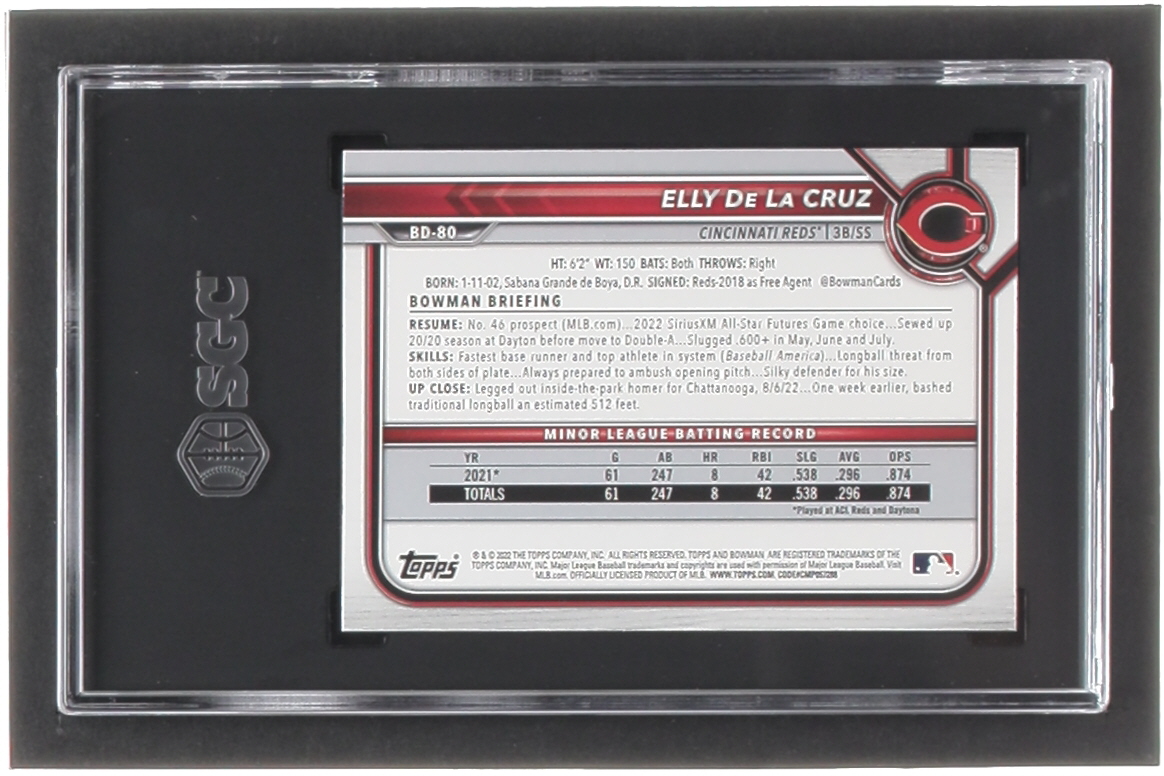 SGC
ELLY DE LA CRUZ
BD-80
CINCINNATI REDS® | 3B/SS
HT: 6'2" WT: 150 BATS: Both THROWS: Right
BORN: 1-11-02, Sabana Grande de Boya, D.R. SIGNED: Reds-2018 as Free Agent @BowmanCards
BOWMAN BRIEFING
RESUME: No. 46 prospect (MLB.com)...2022 SiriusXM All-Star Futures Game choice...Sewed up
20/20 season at Dayton before move to Double-A...Slugged .600+ in May, June and July.
SKILLS: Fastest base runner and top athlete in system (Baseball America)...Longball threat from
both sides of plate...Always prepared to ambush opening pitch...Silky defender for his size.
UP CLOSE: Legged out inside-the-park homer for Chattanooga, 8/6/22...One week earlier, bashed
traditional longball an estimated 512 feet.
MINOR LEAGUE BATTING RECORD
YR G AB HR RBI SLG AVG OPS
2021* 61 247 8 42 .538 .296 .874
TOTALS 61 247 8 42 .538 .296 .874
*Played at ACL Reds and Daytona
Topps
® & © 2022 THE TOPPS COMPANY, INC. ALL RIGHTS RESERVED. TOPPS AND BOWMAN ARE REGISTERED TRADEMARKS OF THE
TOPPS COMPANY, INC. Major League Baseball trademarks and copyrights are used with permission of Major League Baseball. Visit
MLB.com. OFFICIALLY LICENSED PRODUCT OF MLB. WWW.TOPPS.COM. CODE#CMP057288